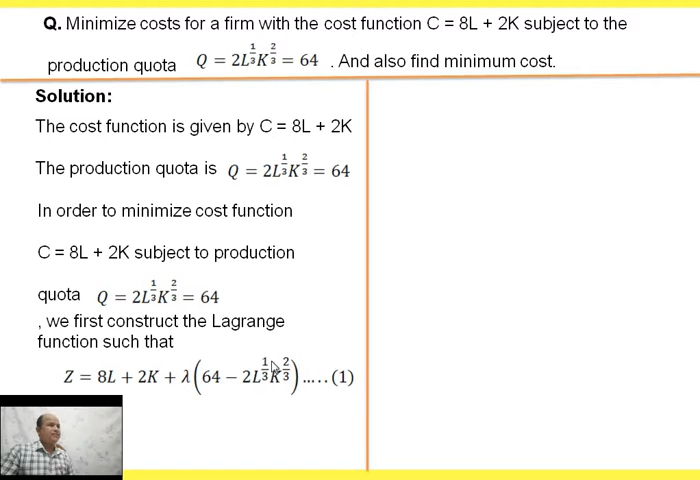 Q. Minimize costs for a firm with the cost function C = 8L + 2K subject to the
production quota Q = 2L^{1/3}K^{2/3} = 64 . And also find minimum cost.
Solution:
The cost function is given by C = 8L + 2K
The production quota is Q = 2L^{1/3}K^{2/3} = 64
In order to minimize cost function
C = 8L + 2K subject to production
quota Q = 2L^{1/3}K^{2/3} = 64
, we first construct the Lagrange
function such that
Z = 8L + 2K + λ(64 − 2L^{1/3}K^{2/3}) ..... (1)